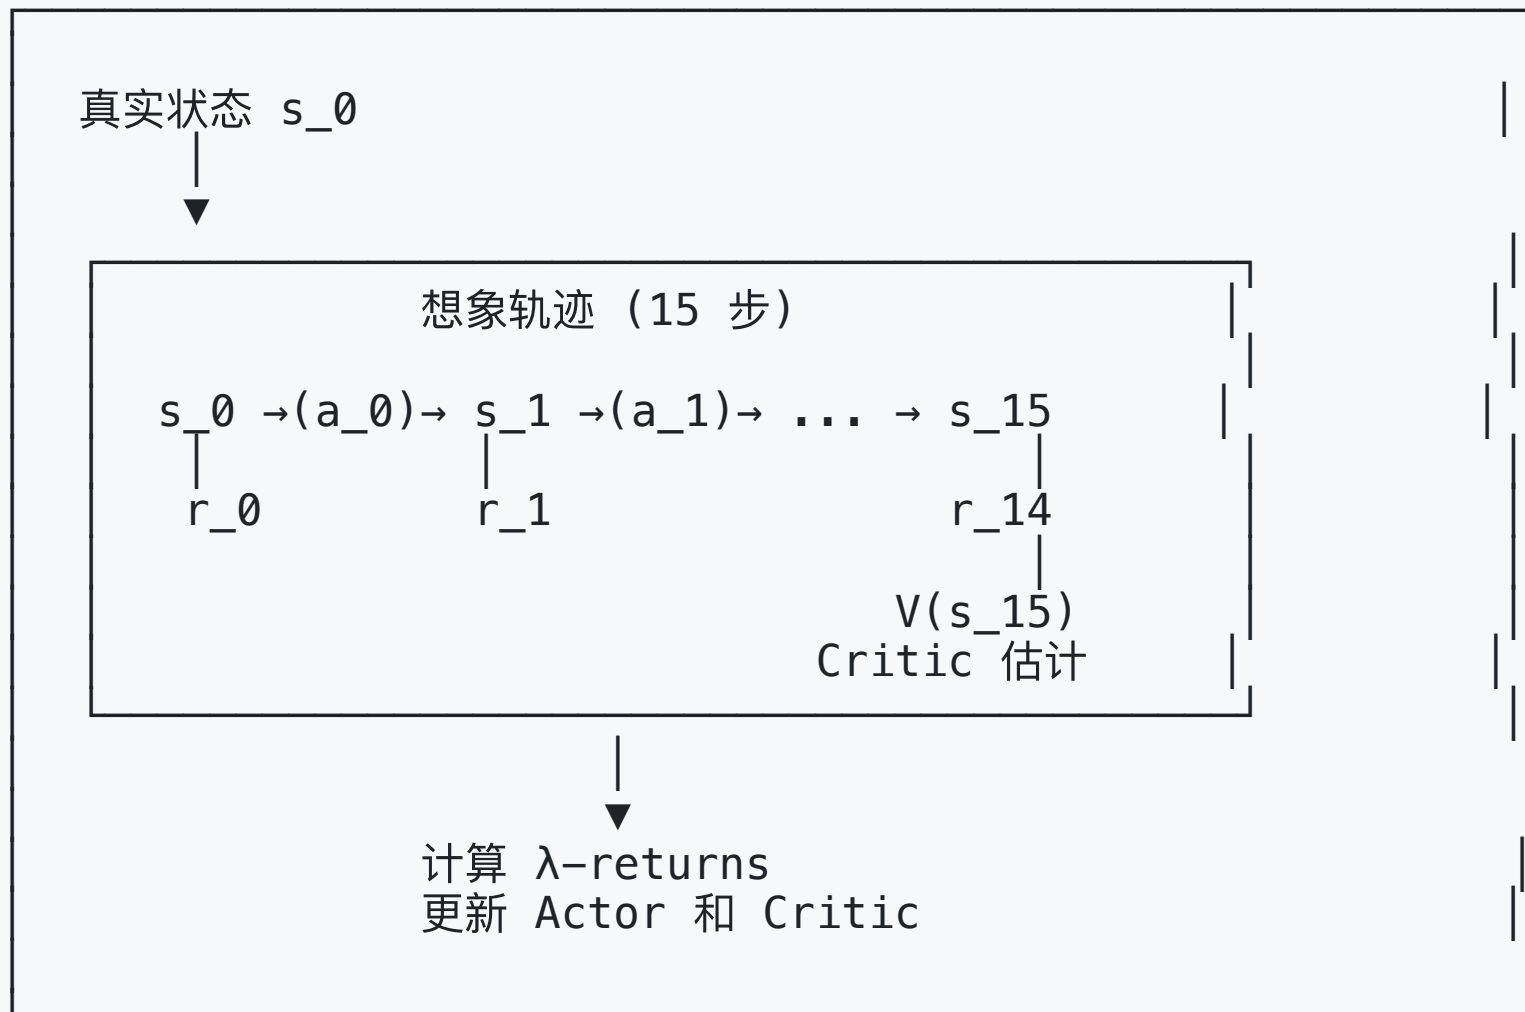 真实状态 s_0
想象轨迹 (15 步)
s_0 →(a_0)→ s_1 →(a_1)→ ... → s_15
r_0 r_1 r_14
V(s_15)
Critic 估计
计算 λ-returns
更新 Actor 和 Critic